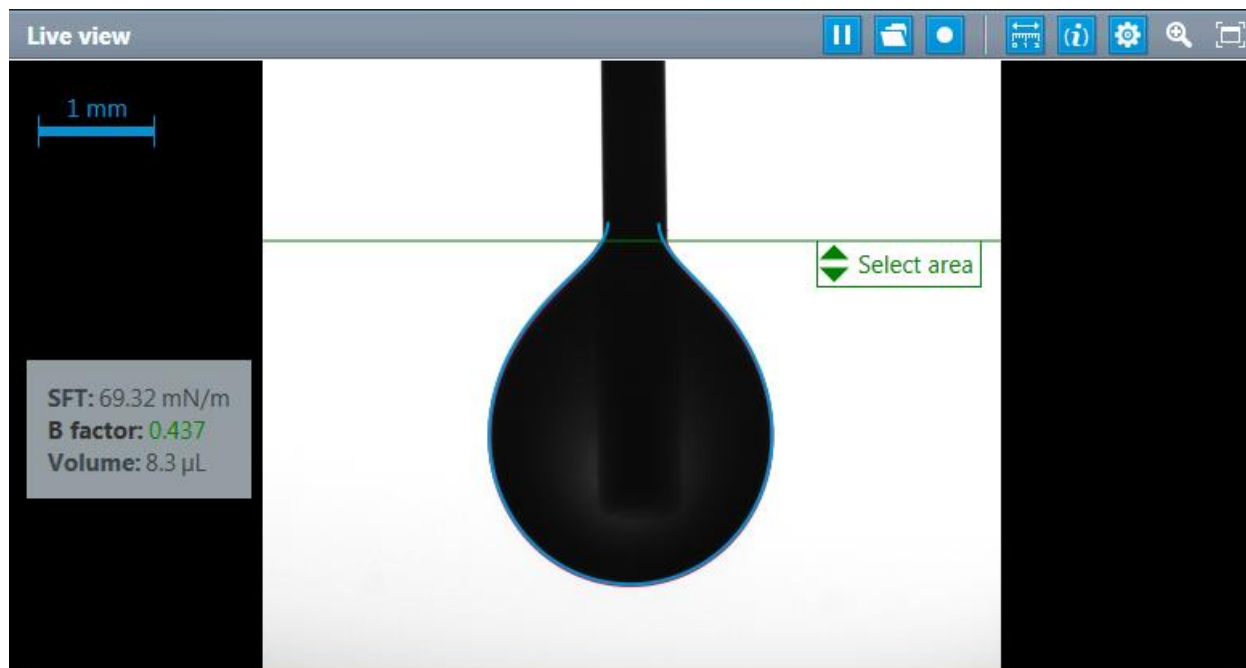 Live view
1 mm
Select area
SFT: 69.32 mN/m
B factor: 0.437
Volume: 8.3 µL